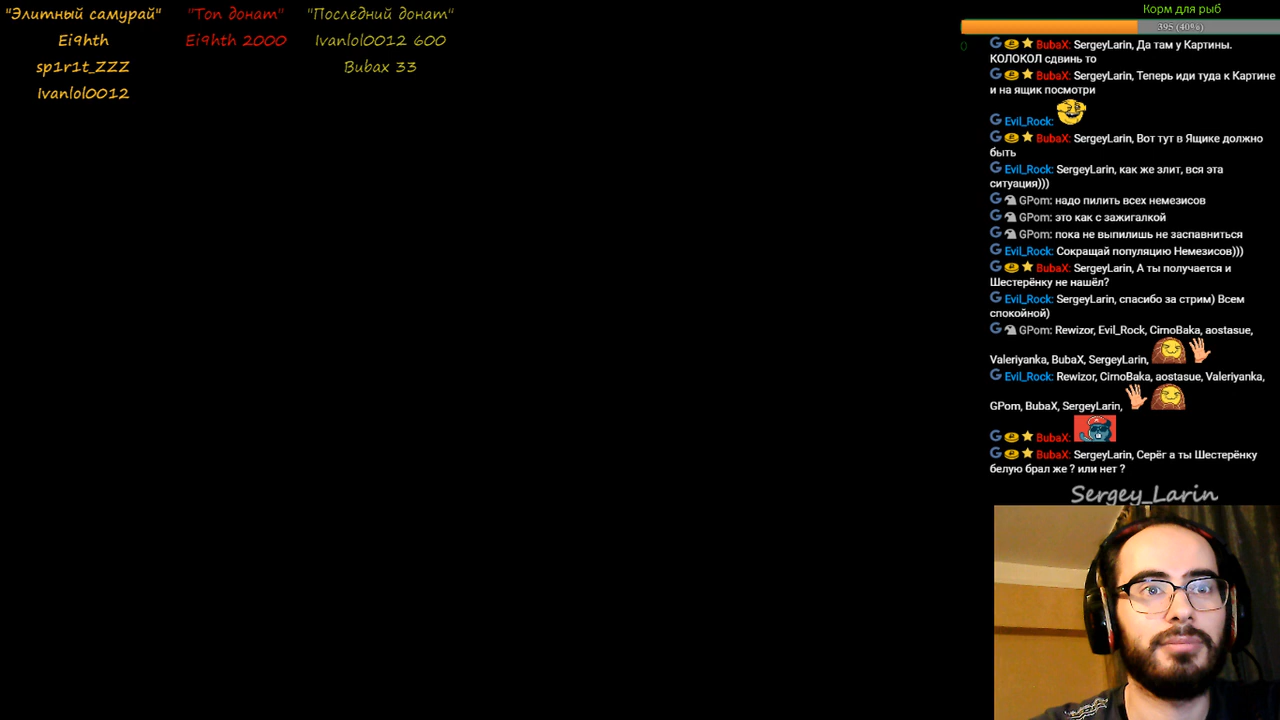 "Элитный самурай"
Ei9hth
sp1r1t_ZZZ
Ivanlol0012
"Топ донат"
Ei9hth 2000
"Последний донат"
Ivanlol0012 600
Bubax 33
Корм для рыб
395 (40%)
0
BubaX: SergeyLarin, Да там у Картины.
КОЛОКОЛ сдвинь то
BubaX: SergeyLarin, Теперь иди туда к Картине
и на ящик посмотри
Evil_Rock:
BubaX: SergeyLarin, Вот тут в Ящике должно
быть
Evil_Rock: SergeyLarin, как же злит, вся эта
ситуация)))
GPom: надо пилить всех немезисов
GPom: это как с зажигалкой
GPom: пока не выпилишь не заспавниться
Evil_Rock: Сокращай популяцию Немезисов)))
BubaX: SergeyLarin, А ты получается и
Шестерёнку не нашёл?
Evil_Rock: SergeyLarin, спасибо за стрим) Всем
спокойной)
GPom: Rewizor, Evil_Rock, CirnoBaka, aostasue,
Valeriyanka, BubaX, SergeyLarin,
Evil_Rock: Rewizor, CirnoBaka, aostasue, Valeriyanka,
GPom, BubaX, SergeyLarin,
BubaX:
BubaX: SergeyLarin, Серёг а ты Шестерёнку
белую брал же ? или нет ?
Sergey_Larin